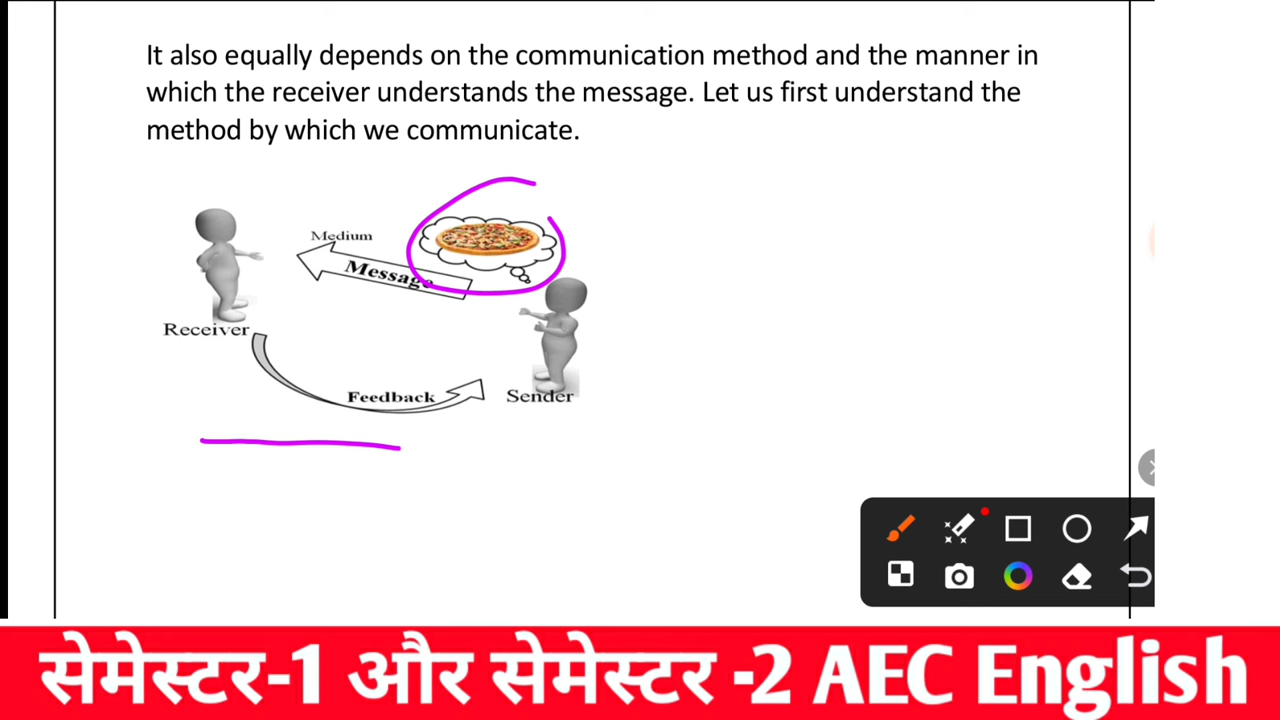 It also equally depends on the communication method and the manner in
which the receiver understands the message. Let us first understand the
method by which we communicate.
Medium
Message
Receiver
Feedback
Sender
सेमेस्टर-1 और सेमेस्टर -2 AEC English